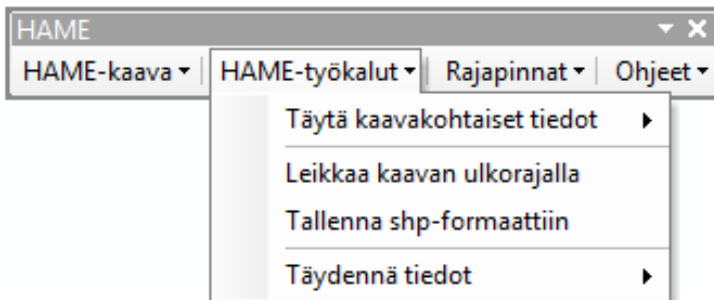 HAME
HAME-kaava HAME-työkalut Rajapinnat Ohjeet
Täytä kaavakohtaiset tiedot
Leikkaa kaavan ulkorajalla
Tallenna shp-formaattiin
Täydennä tiedot